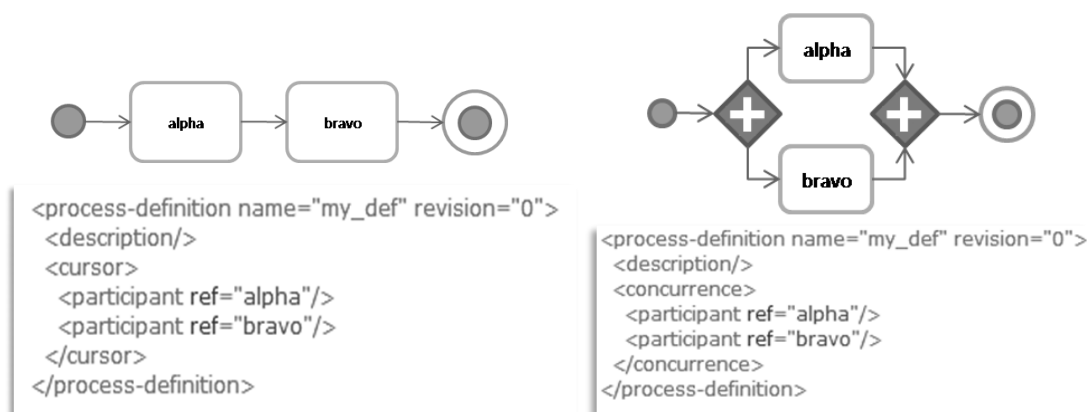 alpha
bravo
<process-definition name="my_def" revision="0">
<description/>
<cursor>
<participant ref="alpha"/>
<participant ref="bravo"/>
</cursor>
</process-definition>
alpha
bravo
<process-definition name="my_def" revision="0">
<description/>
<concurrence>
<participant ref="alpha"/>
<participant ref="bravo"/>
</concurrence>
</process-definition>